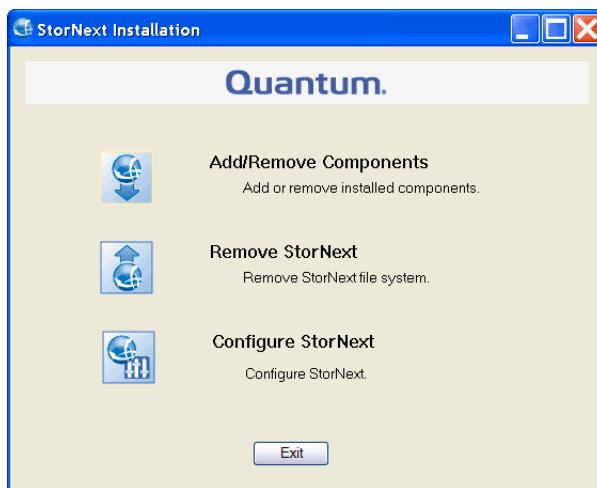 StorNext Installation
Quantum.
Add/Remove Components
Add or remove installed components.
Remove StorNext
Remove StorNext file system.
Configure StorNext
Configure StorNext.
Exit